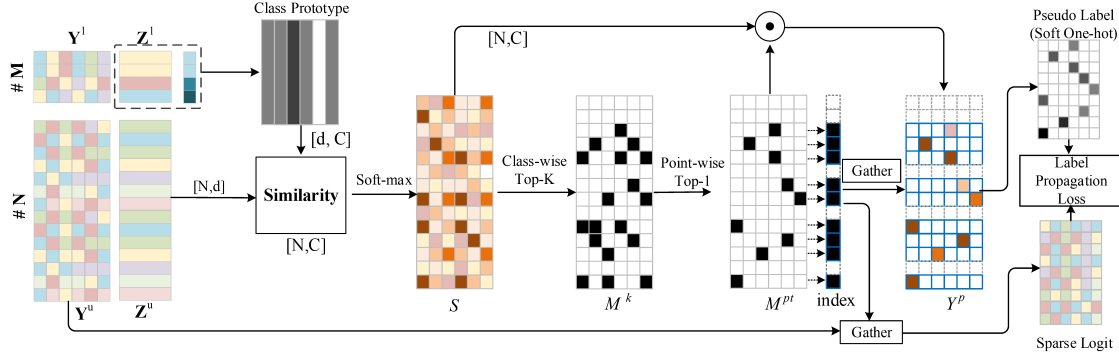 Class Prototype
Pseudo Label
(Soft One-hot)
Y^l
Z^l
# M
[N,C]
[d, C]
# N
[N,d]
Similarity
[N,C]
Soft-max
Class-wise
Top-K
Point-wise
Top-1
Gather
Label
Propagation
Loss
Y^u
Z^u
S
M^k
M^pt
index
Y^p
Gather
Sparse Logit